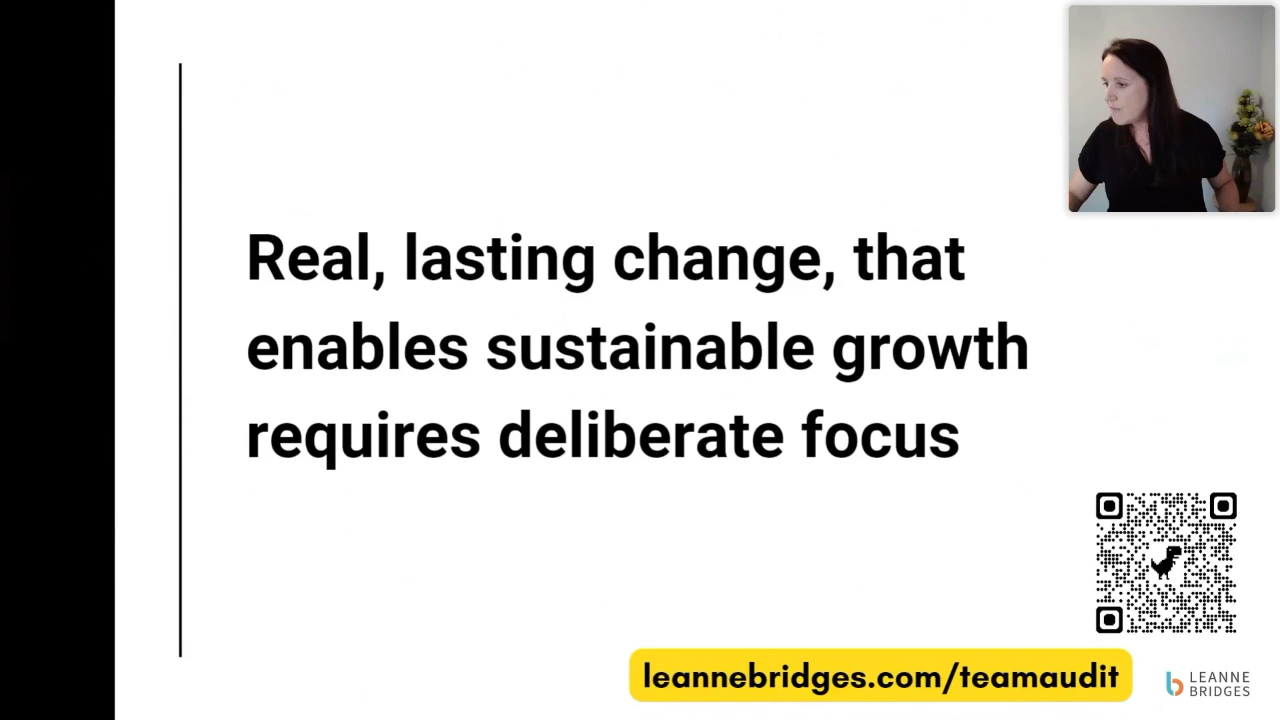 Real, lasting change, that
enables sustainable growth
requires deliberate focus
leannebridges.com/teamaudit
LEANNE
BRIDGES